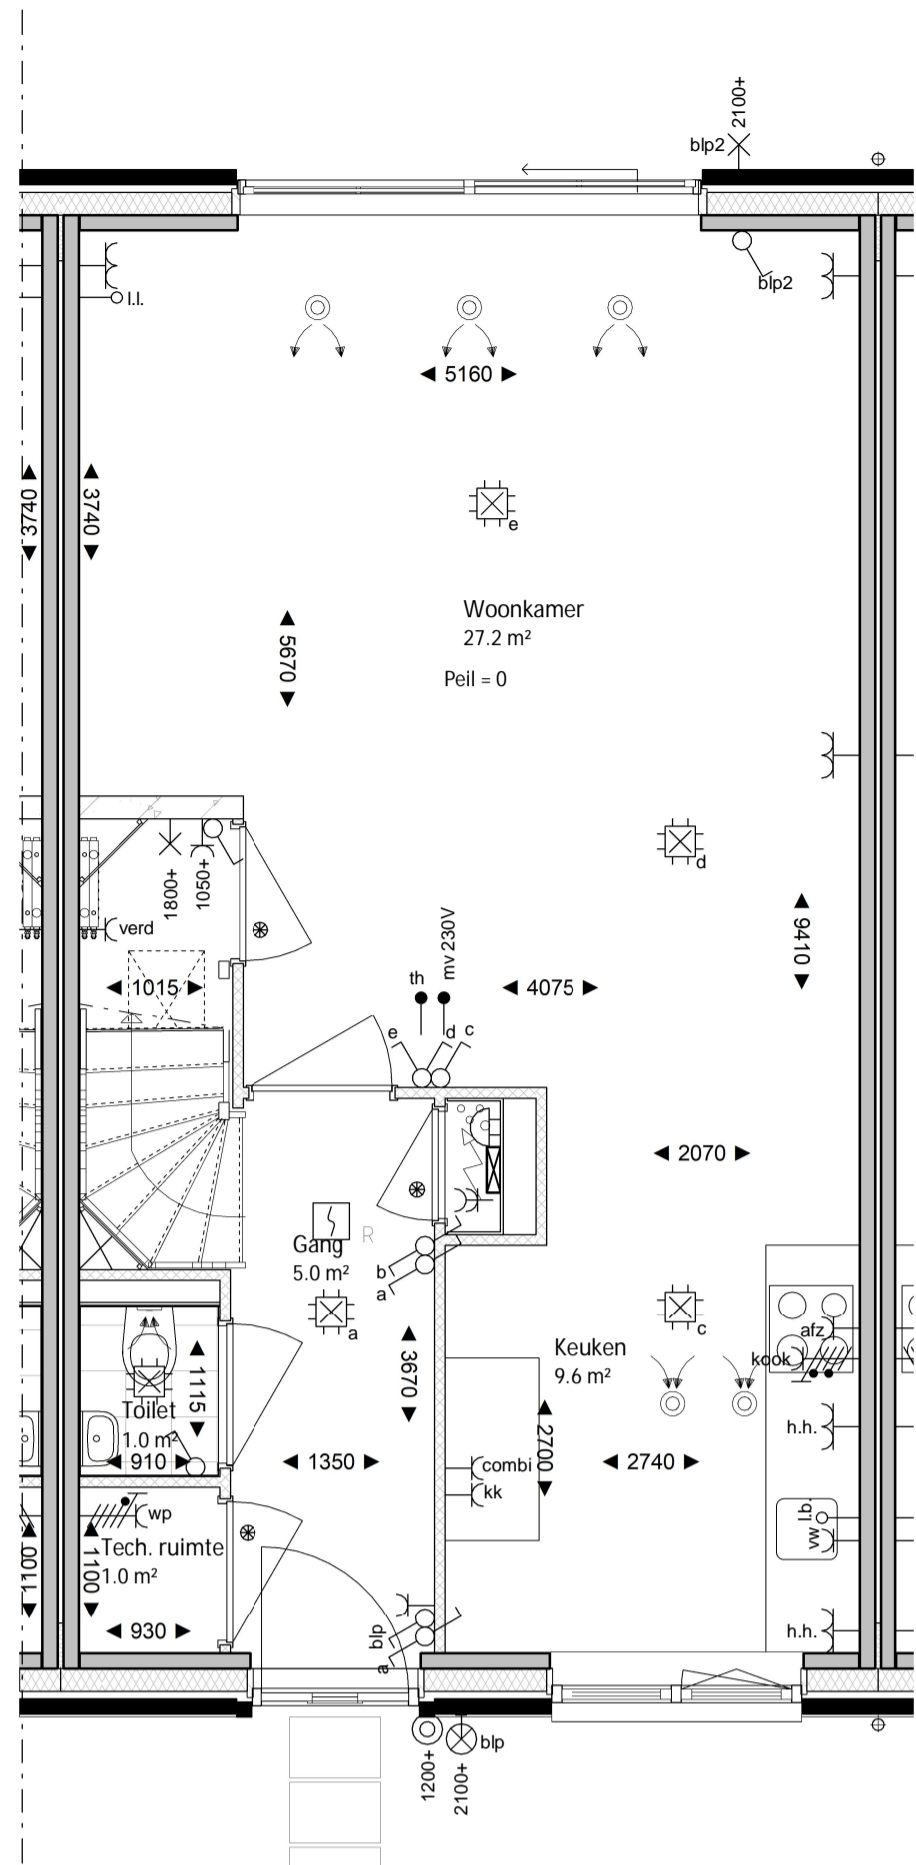 2100+
blp2
blp2
l.l.
5160
3740
3740
e
Woonkamer
27.2 m²
5670
Peil = 0
d
1800+
1050+
verd
9410
1015
th
mv 230V
4075
e
d
c
2070
R
Gang
5.0 m²
b
a
a
c
afz
kook
Keuken
9.6 m²
3670
1115
Toilet
1.0 m²
910
h.h.
2700
1350
2740
combi
kk
wp
vw
i.b.
Tech. ruimte
1.0 m²
1100
1100
930
blp
a
h.h.
blp
1200+
2100+